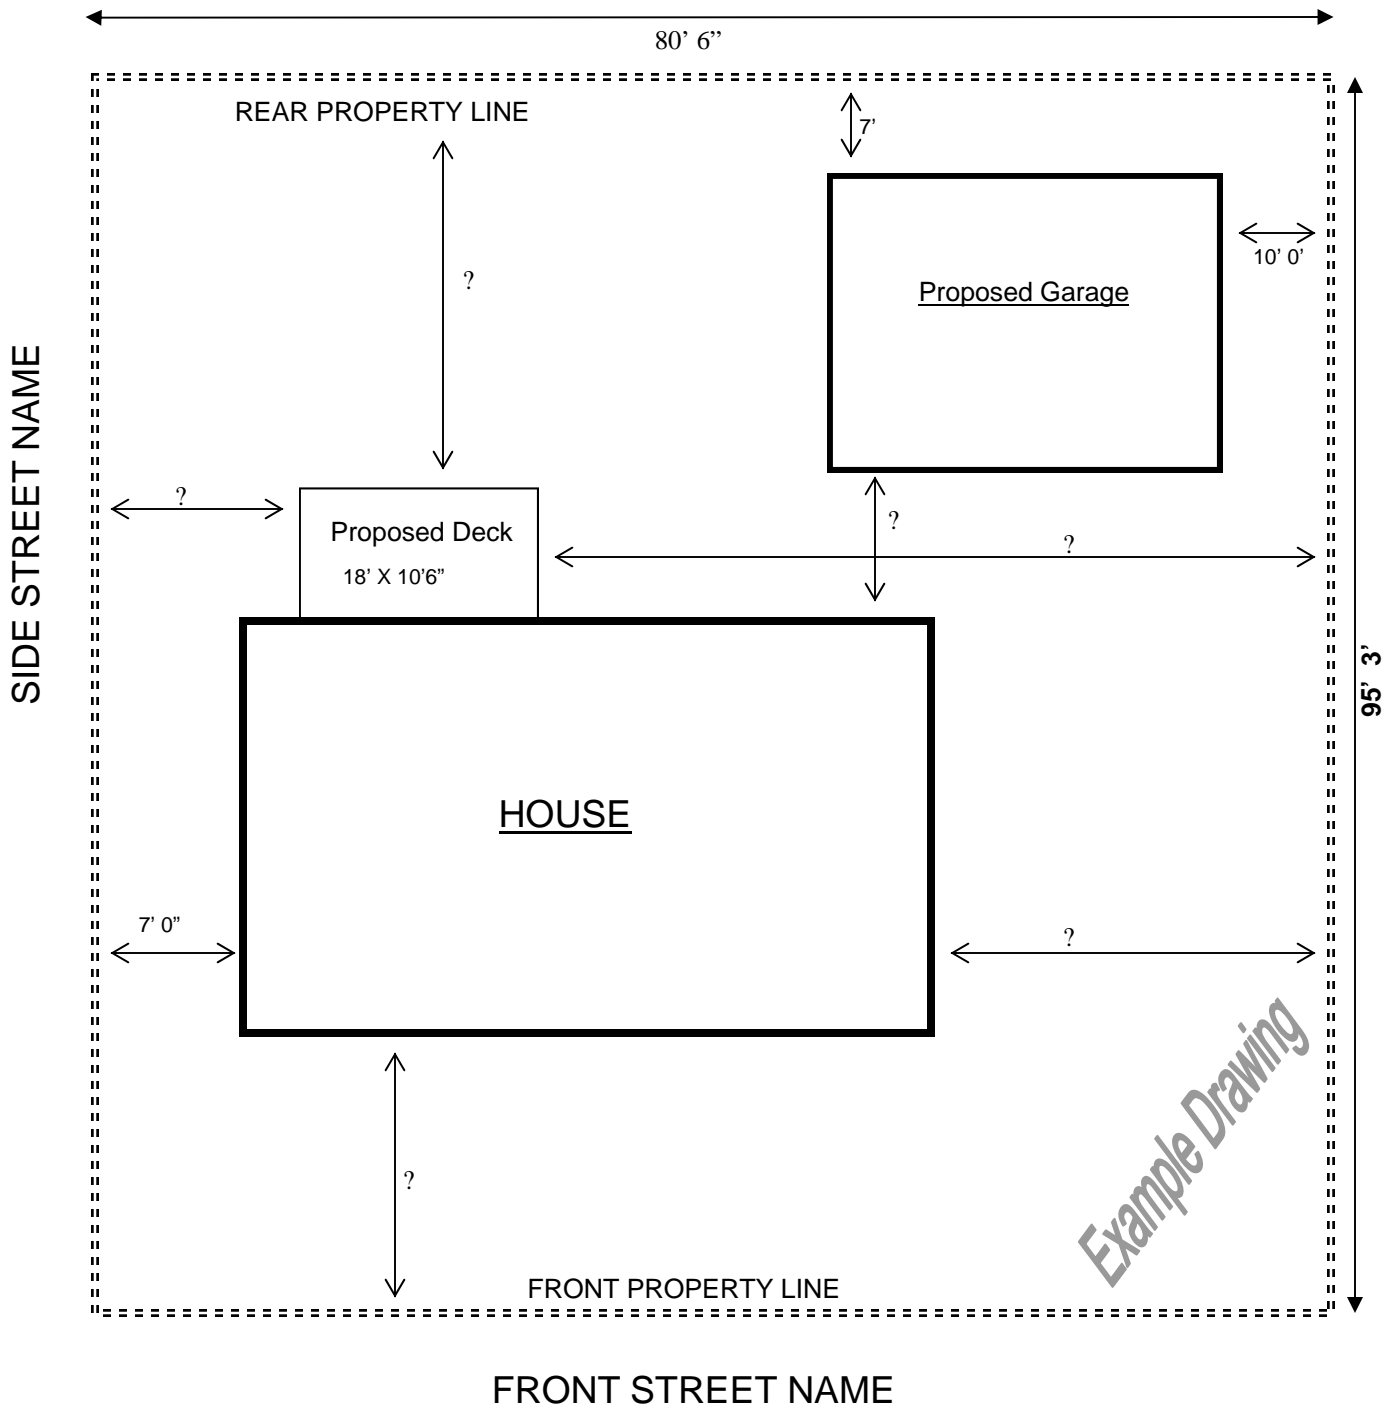 80’ 6”
REAR PROPERTY LINE
7’
10’ 0’
?
Proposed Garage
SIDE STREET NAME
?
?
?
Proposed Deck
18’ X 10’6”
95’ 3’
HOUSE
7’ 0”
?
Example Drawing
?
FRONT PROPERTY LINE
FRONT STREET NAME